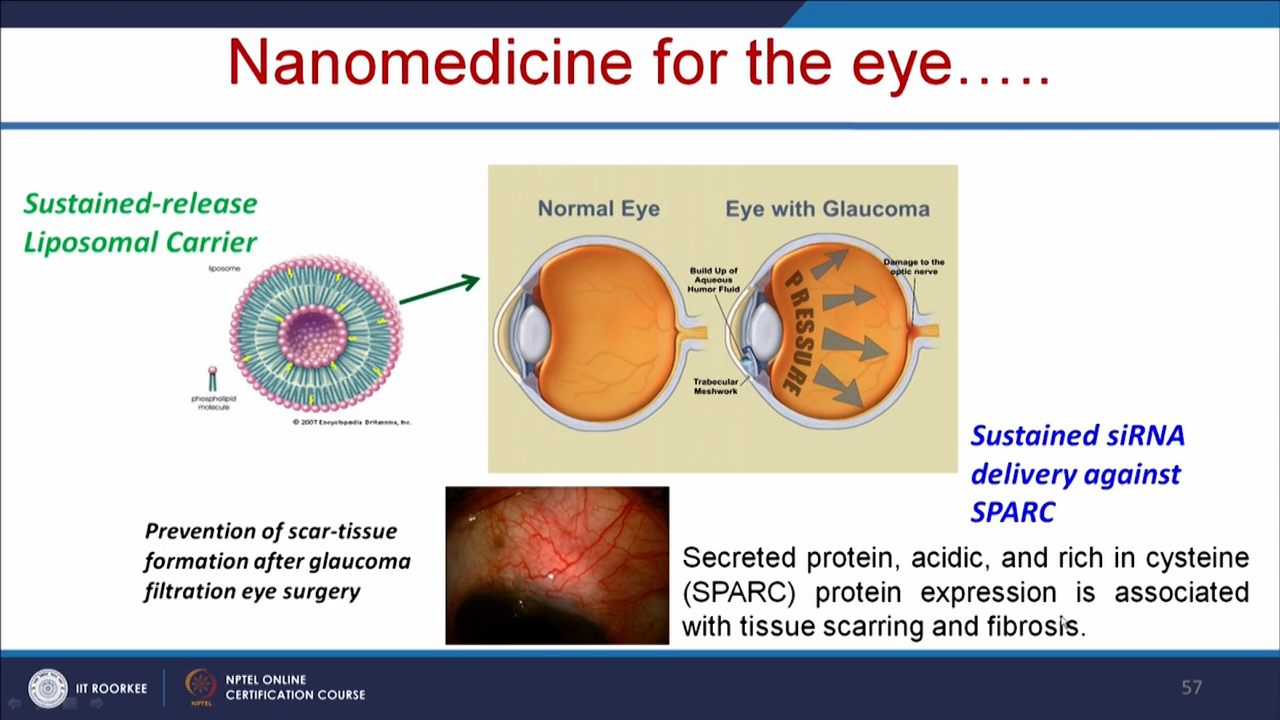 Nanomedicine for the eye…..
Sustained-release
Liposomal Carrier
liposome
phospholipid
molecule
© 2007 Encyclopædia Britannica, Inc.
Normal Eye
Eye with Glaucoma
Build Up of
Aqueous
Humor Fluid
Damage to the
optic nerve
PRESSURE
Trabecular
Meshwork
Sustained siRNA
delivery against
SPARC
Prevention of scar-tissue
formation after glaucoma
filtration eye surgery
Secreted protein, acidic, and rich in cysteine
(SPARC) protein expression is associated
with tissue scarring and fibrosis.
IIT ROORKEE
NPTEL
NPTEL ONLINE
CERTIFICATION COURSE
57